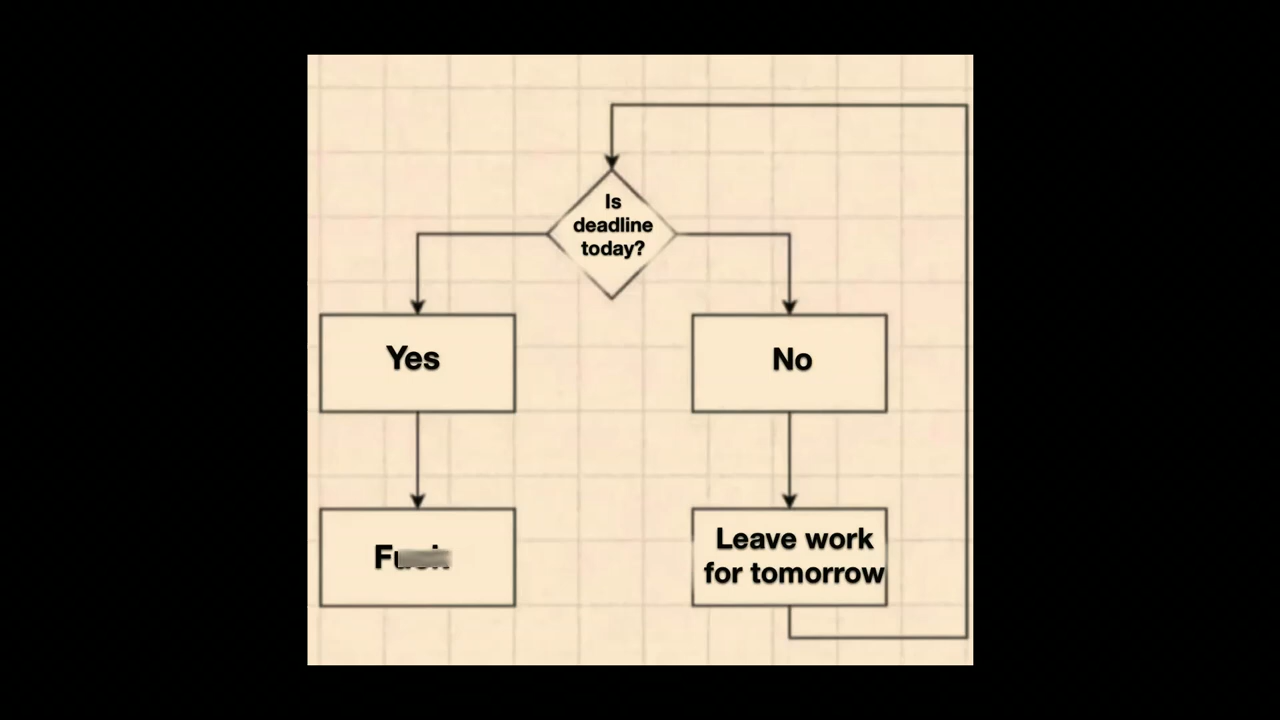 Is
deadline
today?
Yes
No
Leave work
for tomorrow